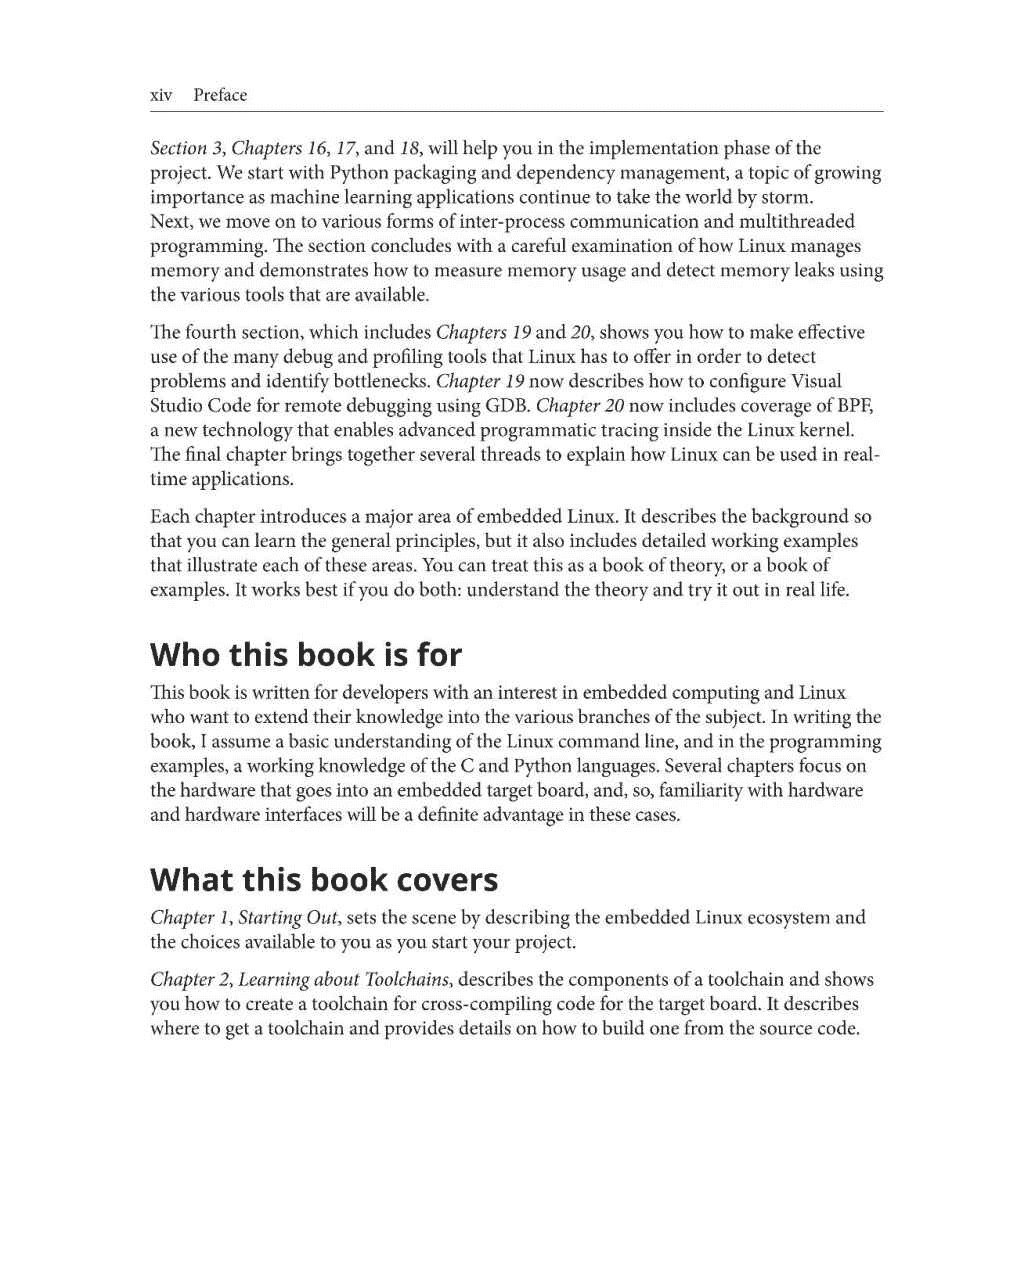 xiv Preface
Section 3, Chapters 16, 17, and 18, will help you in the implementation phase of the
project. We start with Python packaging and dependency management, a topic of growing
importance as machine learning applications continue to take the world by storm.
Next, we move on to various forms of inter-process communication and multithreaded
programming. The section concludes with a careful examination of how Linux manages
memory and demonstrates how to measure memory usage and detect memory leaks using
the various tools that are available.
The fourth section, which includes Chapters 19 and 20, shows you how to make effective
use of the many debug and profiling tools that Linux has to offer in order to detect
problems and identify bottlenecks. Chapter 19 now describes how to configure Visual
Studio Code for remote debugging using GDB. Chapter 20 now includes coverage of BPF,
a new technology that enables advanced programmatic tracing inside the Linux kernel.
The final chapter brings together several threads to explain how Linux can be used in real-
time applications.
Each chapter introduces a major area of embedded Linux. It describes the background so
that you can learn the general principles, but it also includes detailed working examples
that illustrate each of these areas. You can treat this as a book of theory, or a book of
examples. It works best if you do both: understand the theory and try it out in real life.
Who this book is for
This book is written for developers with an interest in embedded computing and Linux
who want to extend their knowledge into the various branches of the subject. In writing the
book, I assume a basic understanding of the Linux command line, and in the programming
examples, a working knowledge of the C and Python languages. Several chapters focus on
the hardware that goes into an embedded target board, and, so, familiarity with hardware
and hardware interfaces will be a definite advantage in these cases.
What this book covers
Chapter 1, Starting Out, sets the scene by describing the embedded Linux ecosystem and
the choices available to you as you start your project.
Chapter 2, Learning about Toolchains, describes the components of a toolchain and shows
you how to create a toolchain for cross-compiling code for the target board. It describes
where to get a toolchain and provides details on how to build one from the source code.